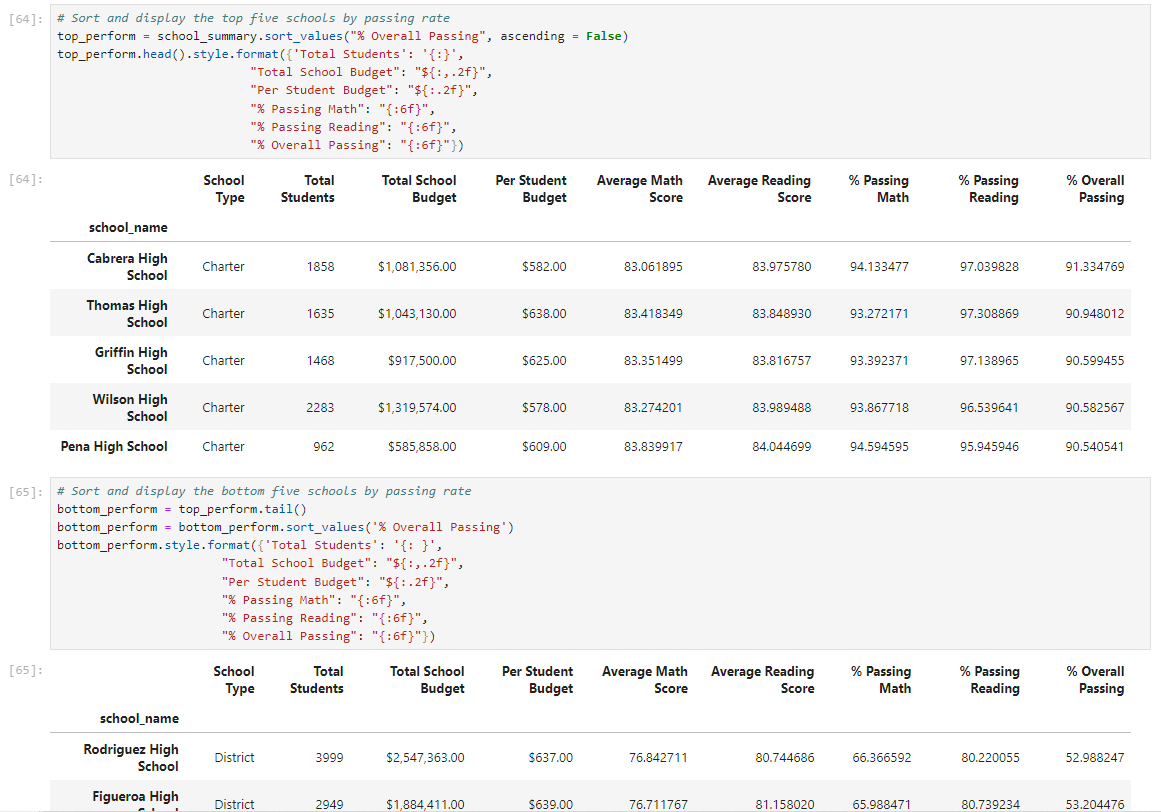 [64]: # Sort and display the top five schools by passing rate
top_perform = school_summary.sort_values("% Overall Passing", ascending = False)
top_perform.head().style.format({'Total Students': '{:}',
"Total School Budget": "${:,.2f}",
"Per Student Budget": "${:.2f}",
"% Passing Math": "{:6f}",
"% Passing Reading": "{:6f}",
"% Overall Passing": "{:6f}"})
[64]: School Total Total School Per Student Average Math Average Reading % Passing % Passing % Overall
Type Students Budget Budget Score Score Math Reading Passing
school_name
Cabrera High
School Charter 1858 $1,081,356.00 $582.00 83.061895 83.975780 94.133477 97.039828 91.334769
Thomas High
School Charter 1635 $1,043,130.00 $638.00 83.418349 83.848930 93.272171 97.308869 90.948012
Griffin High
School Charter 1468 $917,500.00 $625.00 83.351499 83.816757 93.392371 97.138965 90.599455
Wilson High
School Charter 2283 $1,319,574.00 $578.00 83.274201 83.989488 93.867718 96.539641 90.582567
Pena High School Charter 962 $585,858.00 $609.00 83.839917 84.044699 94.594595 95.945946 90.540541
[65]: # Sort and display the bottom five schools by passing rate
bottom_perform = top_perform.tail()
bottom_perform = bottom_perform.sort_values('% Overall Passing')
bottom_perform.style.format({'Total Students': '{: }',
"Total School Budget": "${:,.2f}",
"Per Student Budget": "${:.2f}",
"% Passing Math": "{:6f}",
"% Passing Reading": "{:6f}",
"% Overall Passing": "{:6f}"})
[65]: School Total Total School Per Student Average Math Average Reading % Passing % Passing % Overall
Type Students Budget Budget Score Score Math Reading Passing
school_name
Rodriguez High
School District 3999 $2,547,363.00 $637.00 76.842711 80.744686 66.366592 80.220055 52.988247
Figueroa High
District 2949 $1,884,411.00 $639.00 76.711767 81.158020 65.988471 80.739234 53.204476